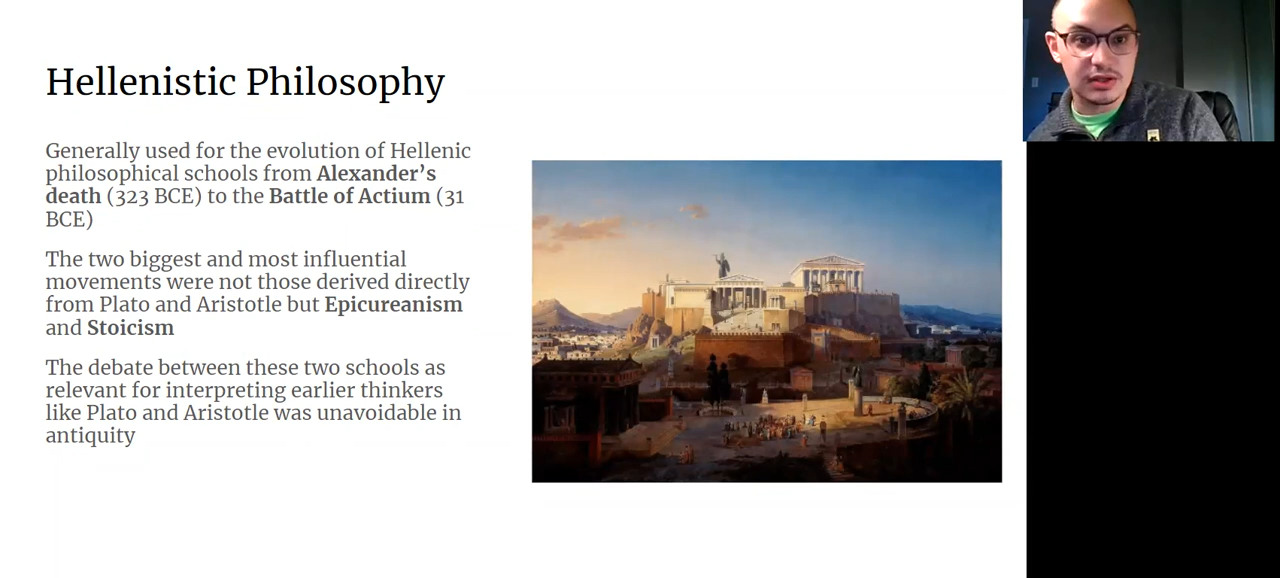 Hellenistic Philosophy
Generally used for the evolution of Hellenic
philosophical schools from Alexander’s
death (323 BCE) to the Battle of Actium (31
BCE)
The two biggest and most influential
movements were not those derived directly
from Plato and Aristotle but Epicureanism
and Stoicism
The debate between these two schools as
relevant for interpreting earlier thinkers
like Plato and Aristotle was unavoidable in
antiquity